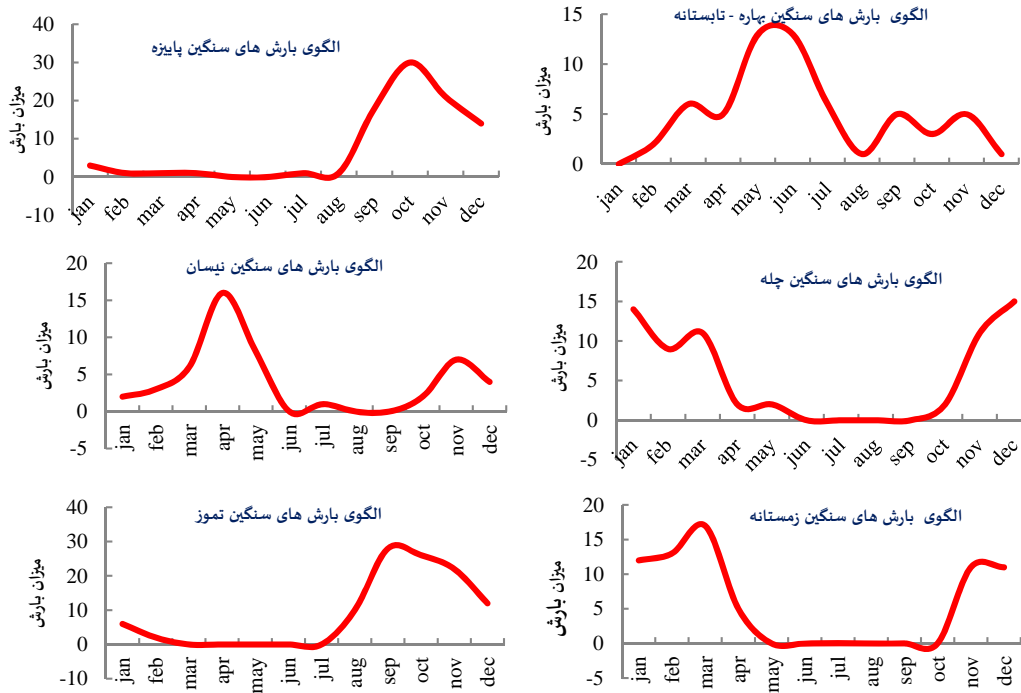 الگوی بارش های سنگین پاییزه
میزان بارش
40
30
20
10
0
-10
jan feb mar apr may jun jul aug sep oct nov dec
الگوی بارش های سنگین بهاره - تابستانه
میزان بارش
15
10
5
0
jan feb mar apr may jun jul aug sep oct nov dec
الگوی بارش های سنگین نیسان
میزان بارش
20
15
10
5
0
-5
jan feb mar apr may jun jul aug sep oct nov dec
الگوی بارش های سنگین چله
میزان بارش
20
15
10
5
0
-5
jan feb mar apr may jun jul aug sep oct nov dec
الگوی بارش های سنگین تموز
میزان بارش
40
30
20
10
0
-10
jan feb mar apr may jun jul aug sep oct nov dec
الگوی بارش های سنگین زمستانه
میزان بارش
20
15
10
5
0
-5
jan feb mar apr may jun jul aug sep oct nov dec